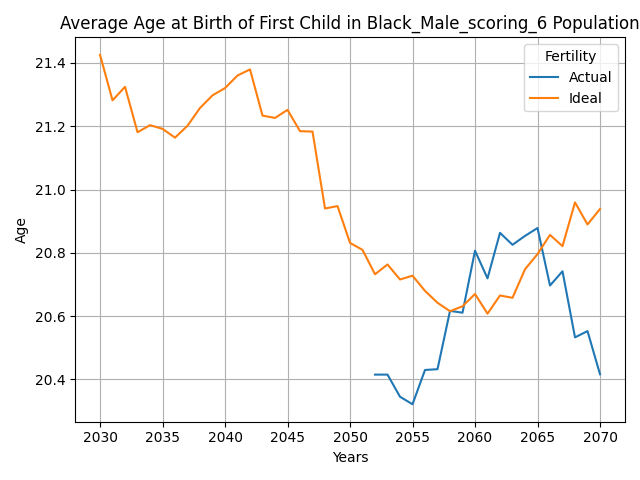 Average Age at Birth of First Child in Black_Male_scoring_6 Population
Fertility
Actual
Ideal
Age
21.4
21.2
21.0
20.8
20.6
20.4
2030 2035 2040 2045 2050 2055 2060 2065 2070
Years